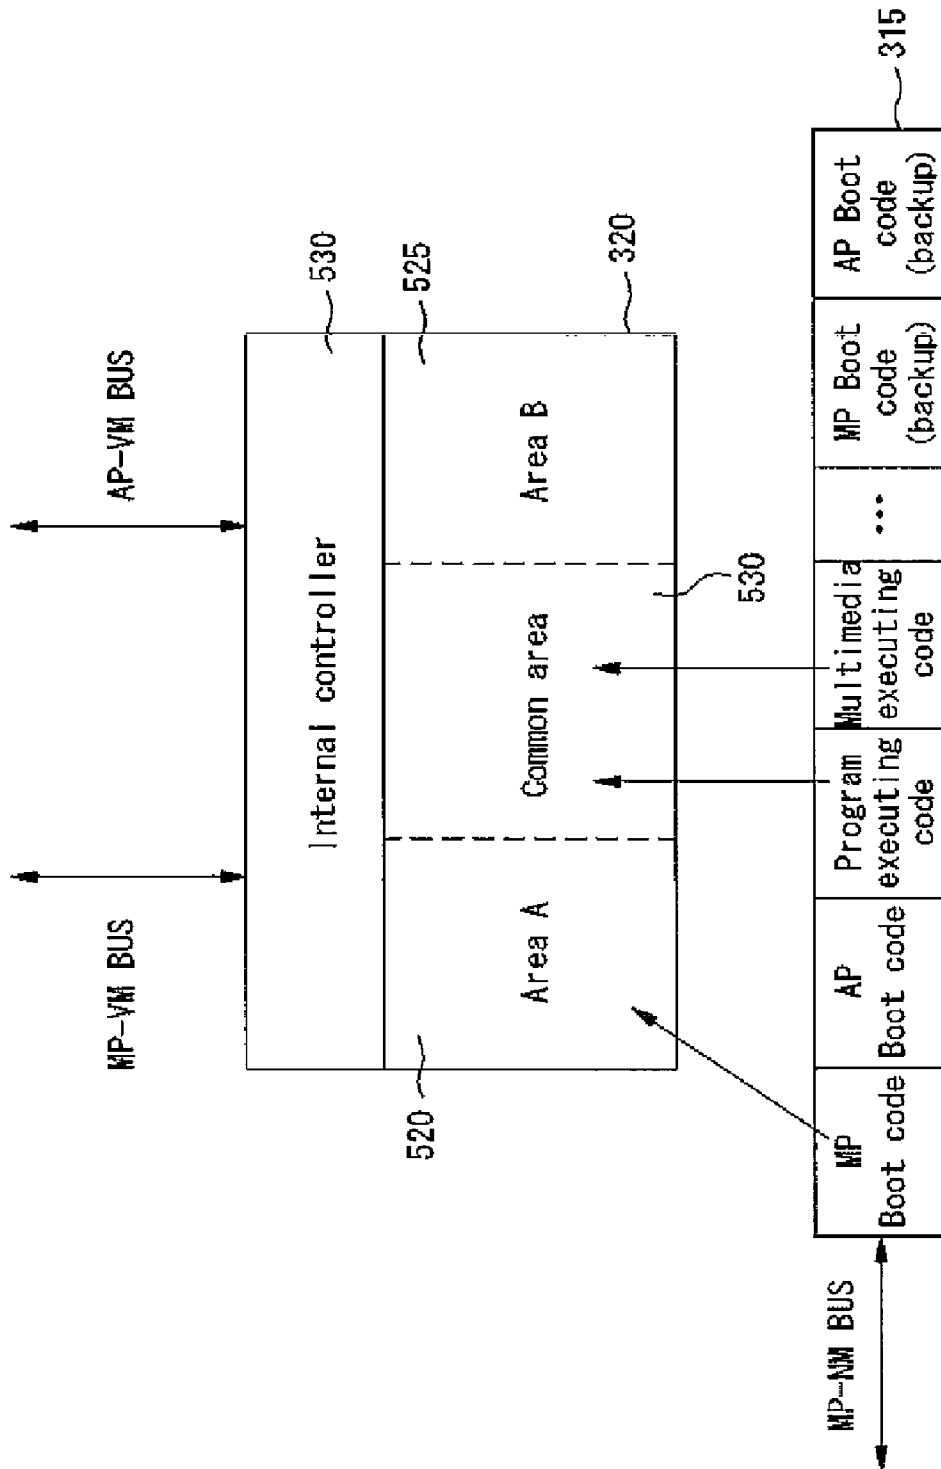 MP-VM BUS
AP-VM BUS
530
Internal controller
520
525
Area A
Common area
Area B
320
530
MP-NM BUS
MP
Boot code
AP
Boot code
Program
executing
code
Multimedia
executing
code
...
MP Boot
code
(backup)
AP Boot
code
(backup)
315